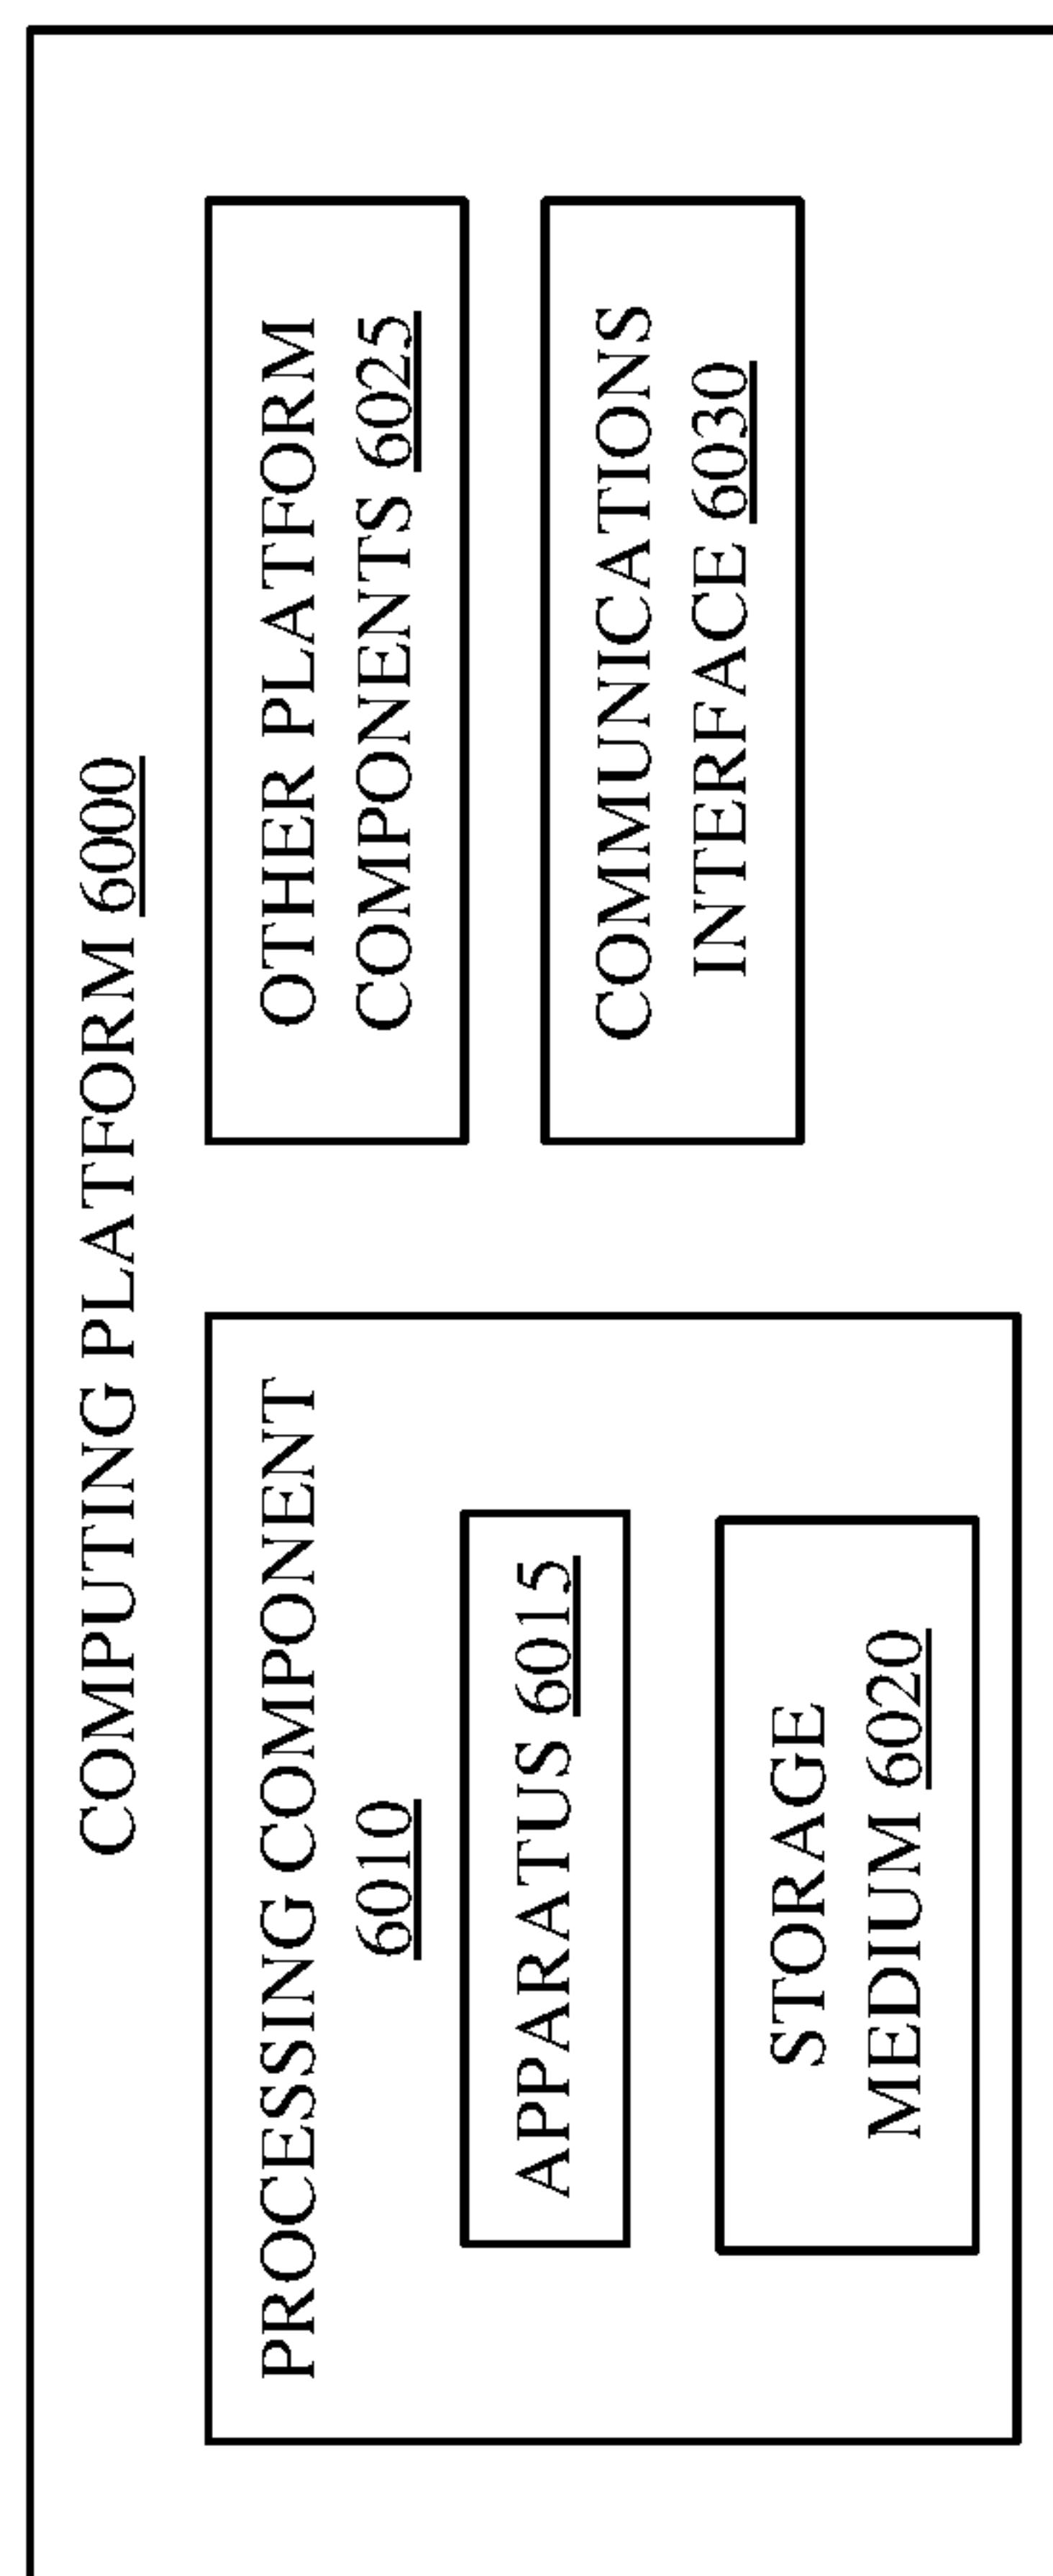 COMPUTING PLATFORM 6000
PROCESSING COMPONENT
6010
APPARATUS 6015
STORAGE
MEDIUM 6020
OTHER PLATFORM
COMPONENTS 6025
COMMUNICATIONS
INTERFACE 6030